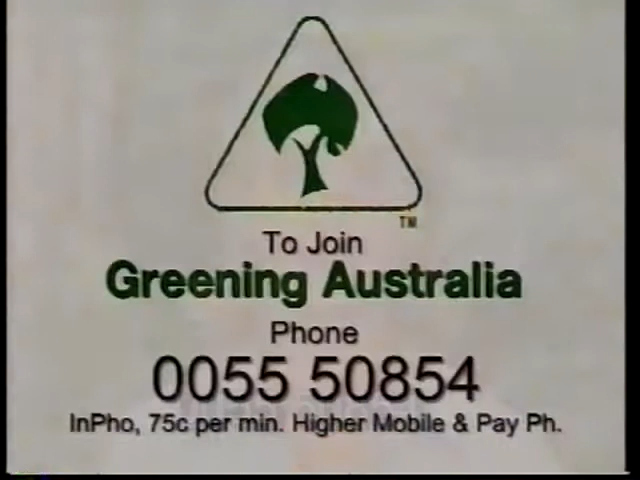 TM
To Join
Greening Australia
Phone
0055 50854
InPho, 75c per min. Higher Mobile & Pay Ph.